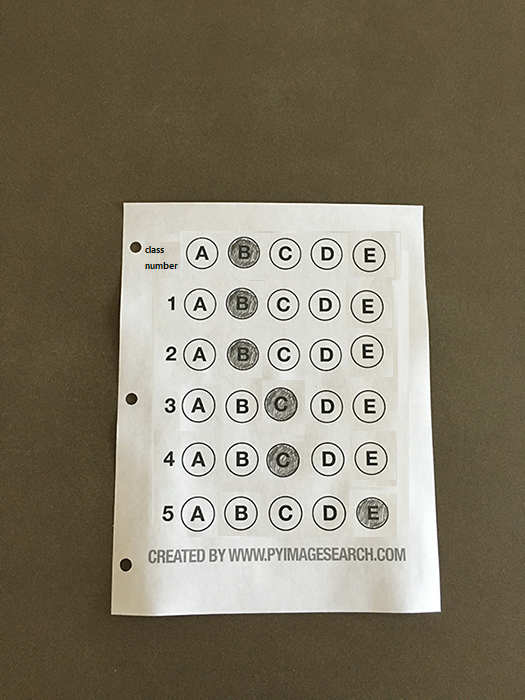 class
number
A B C D E
1 A B C D E
2 A B C D E
3 A B C D E
4 A B C D E
5 A B C D E
CREATED BY WWW.PYIMAGESEARCH.COM